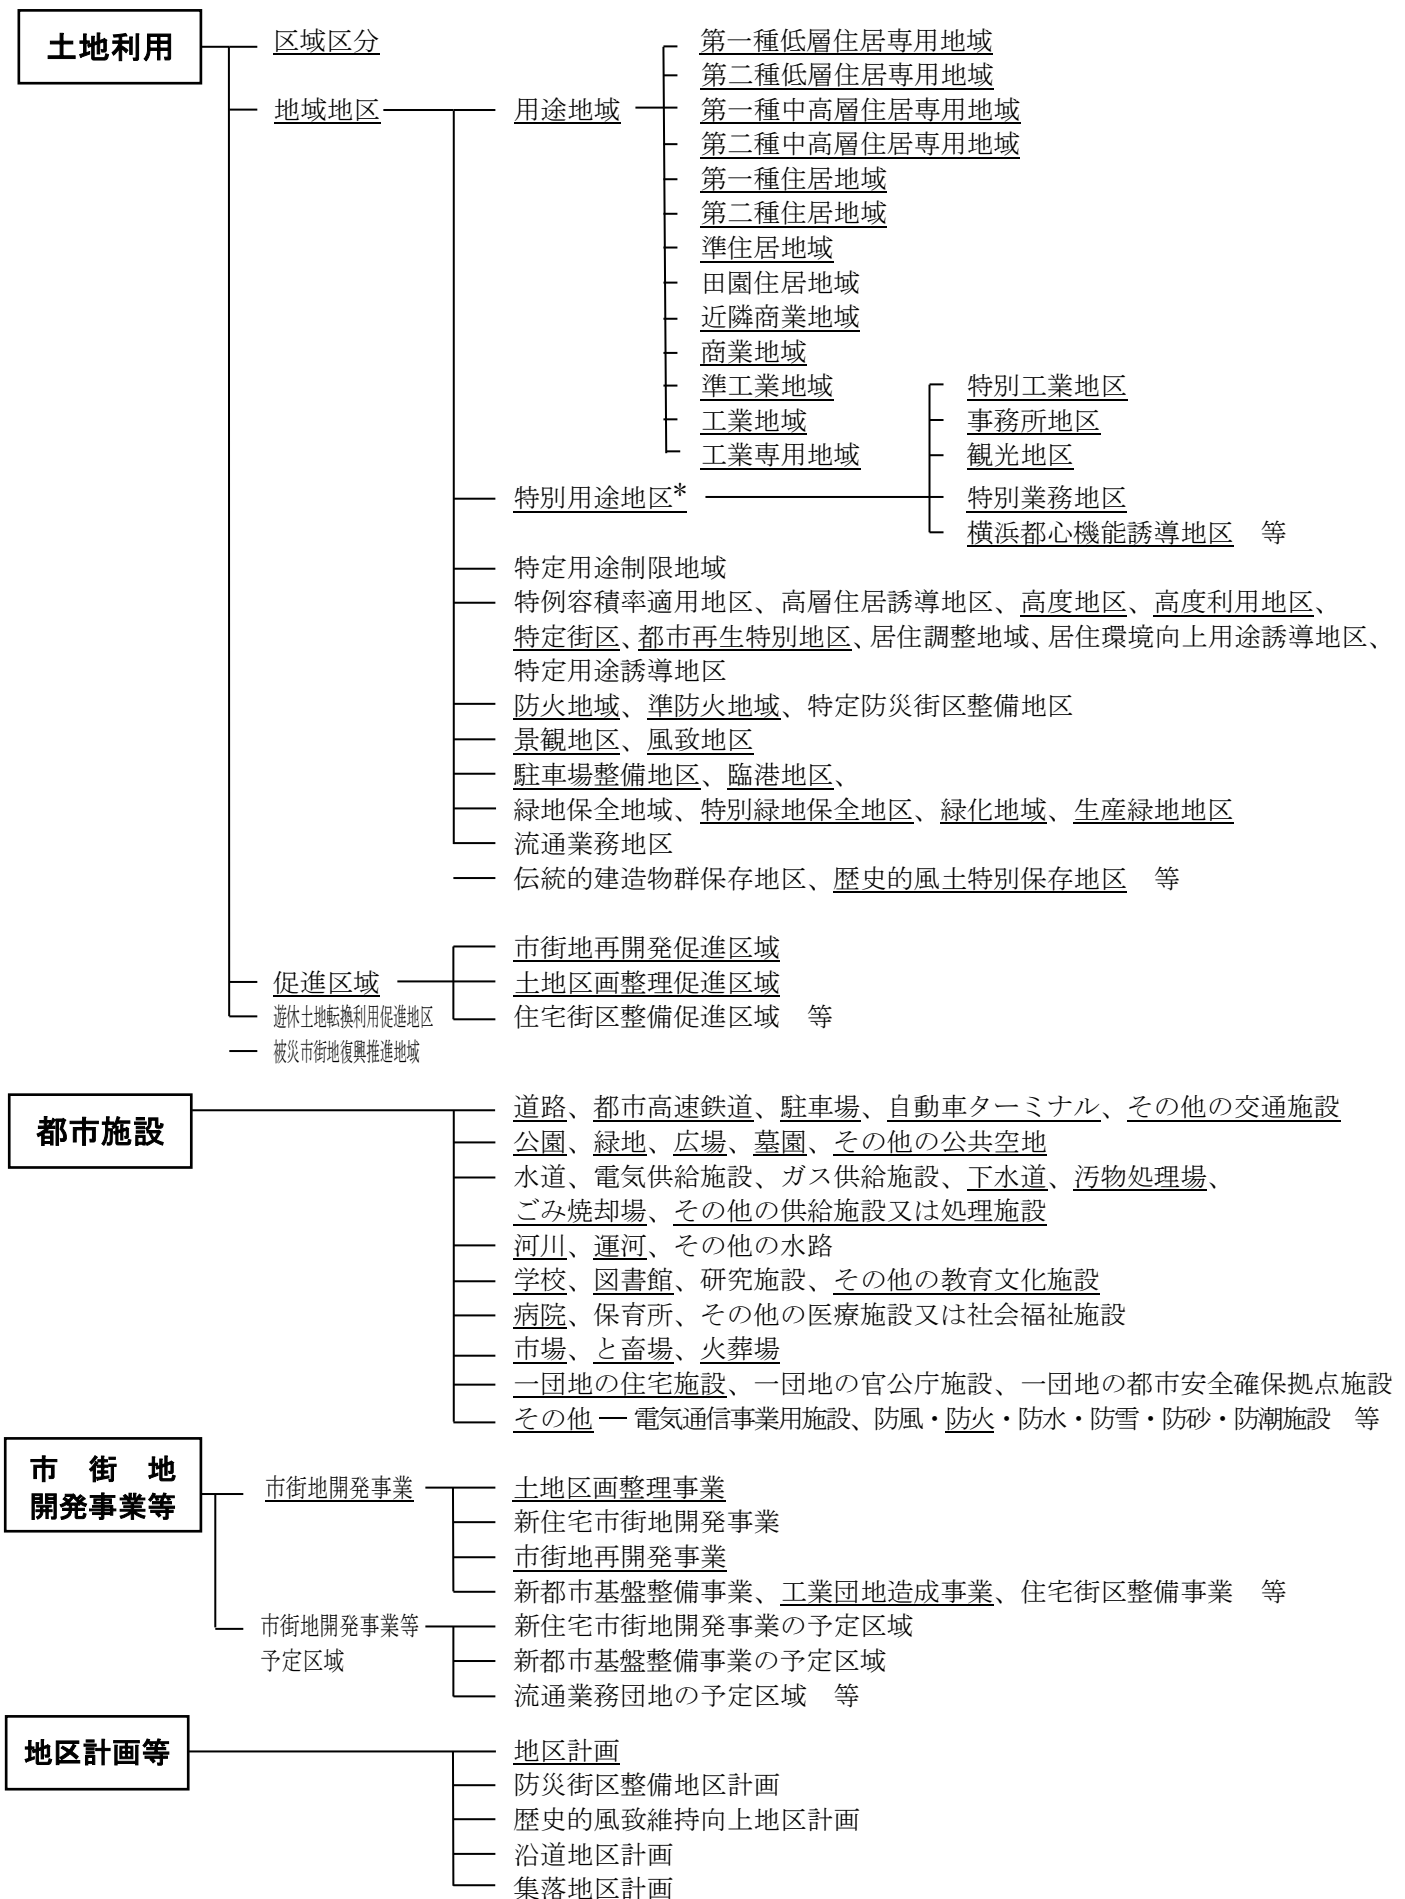 土地利用
区域区分
第一種低層住居専用地域
第二種低層住居専用地域
地域地区
用途地域
第一種中高層住居専用地域
第二種中高層住居専用地域
第一種住居地域
第二種住居地域
準住居地域
田園住居地域
近隣商業地域
商業地域
準工業地域
特別工業地区
工業地域
事務所地区
工業専用地域
観光地区
特別用途地区*
特別業務地区
横浜都心機能誘導地区 等
特定用途制限地域
特例容積率適用地区、高層住居誘導地区、高度地区、高度利用地区、
特定街区、都市再生特別地区、居住調整地域、居住環境向上用途誘導地区、
特定用途誘導地区
防火地域、準防火地域、特定防災街区整備地区
景観地区、風致地区
駐車場整備地区、臨港地区、
緑地保全地域、特別緑地保全地区、緑化地域、生産緑地地区
流通業務地区
伝統的建造物群保存地区、歴史的風土特別保存地区 等
市街地再開発促進区域
促進区域
土地区画整理促進区域
遊休土地転換利用促進地区
住宅街区整備促進区域 等
被災市街地復興推進地域
都市施設
道路、都市高速鉄道、駐車場、自動車ターミナル、その他の交通施設
公園、緑地、広場、墓園、その他の公共空地
水道、電気供給施設、ガス供給施設、下水道、汚物処理場、
ごみ焼却場、その他の供給施設又は処理施設
河川、運河、その他の水路
学校、図書館、研究施設、その他の教育文化施設
病院、保育所、その他の医療施設又は社会福祉施設
市場、と畜場、火葬場
一団地の住宅施設、一団地の官公庁施設、一団地の都市安全確保拠点施設
その他 ― 電気通信事業用施設、防風・防火・防水・防雪・防砂・防潮施設 等
市街地
開発事業等
市街地開発事業
土地区画整理事業
新住宅市街地開発事業
市街地再開発事業
新都市基盤整備事業、工業団地造成事業、住宅街区整備事業 等
市街地開発事業等
予定区域
新住宅市街地開発事業の予定区域
新都市基盤整備事業の予定区域
流通業務団地の予定区域 等
地区計画等
地区計画
防災街区整備地区計画
歴史的風致維持向上地区計画
沿道地区計画
集落地区計画